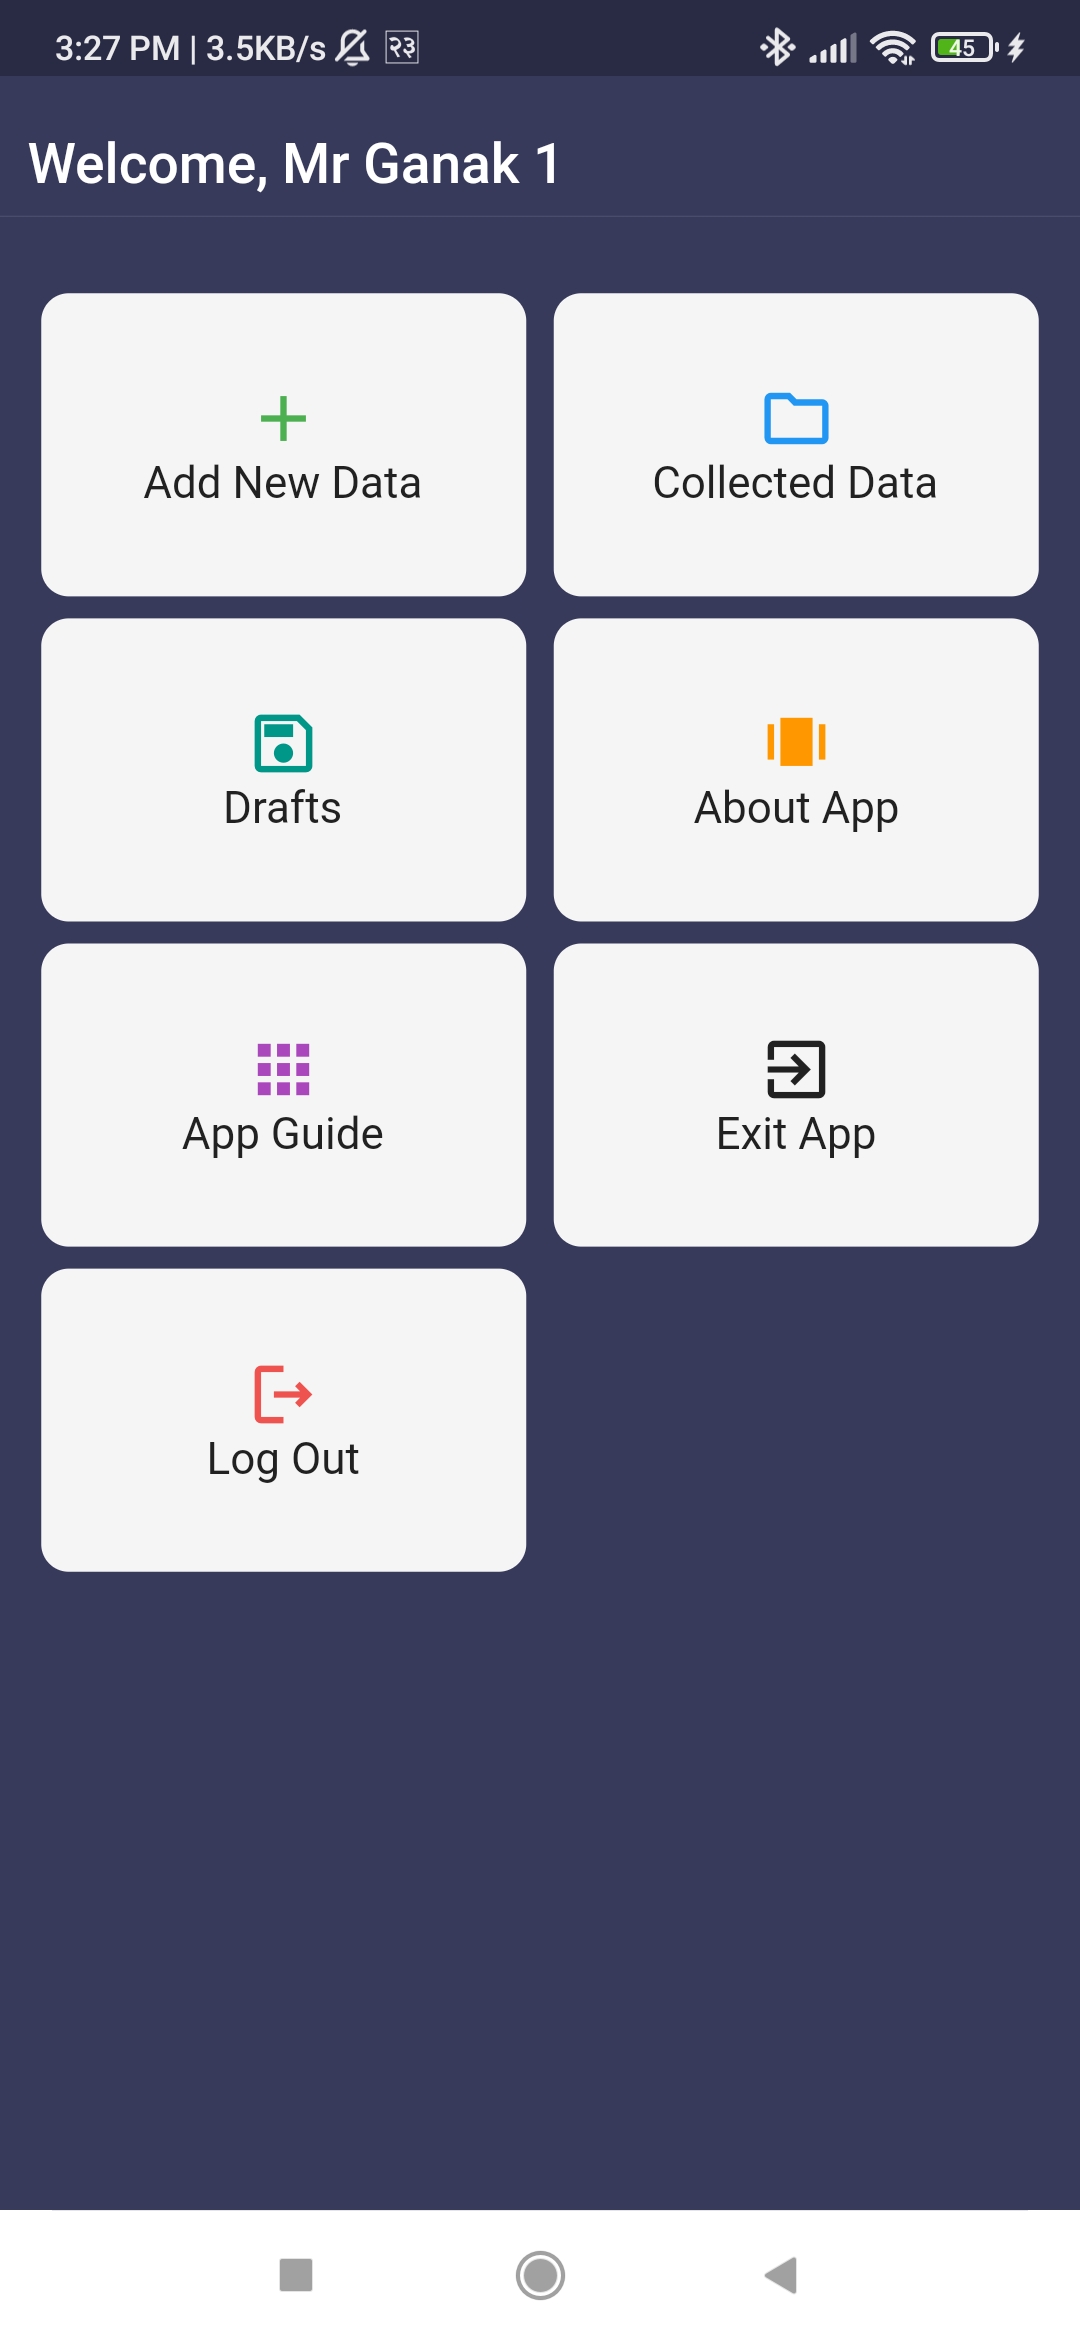 3:27 PM | 3.5KB/s २३ 45
Welcome, Mr Ganak 1
Add New Data
Collected Data
Drafts
About App
App Guide
Exit App
Log Out